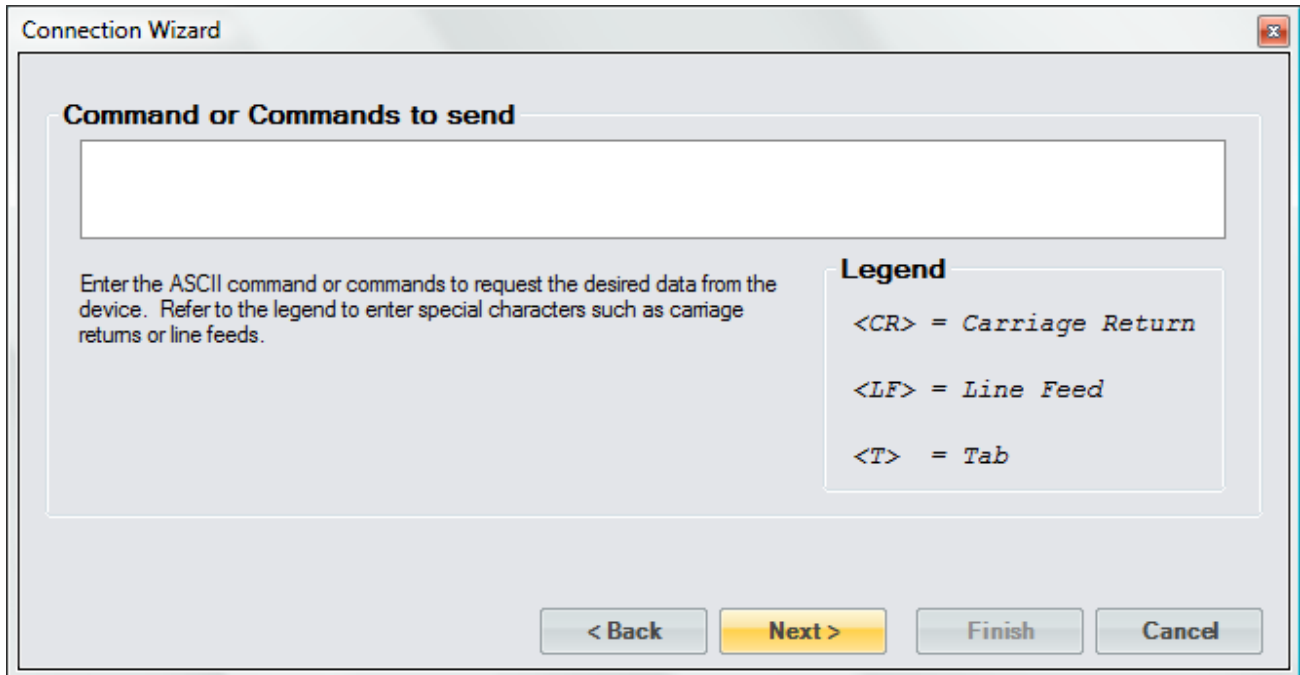 Connection Wizard
Command or Commands to send
Enter the ASCII command or commands to request the desired data from the
device.  Refer to the legend to enter special characters such as carriage
returns or line feeds.
Legend
<CR> = Carriage Return
<LF> = Line Feed
<T>  = Tab
< Back
Next >
Finish
Cancel